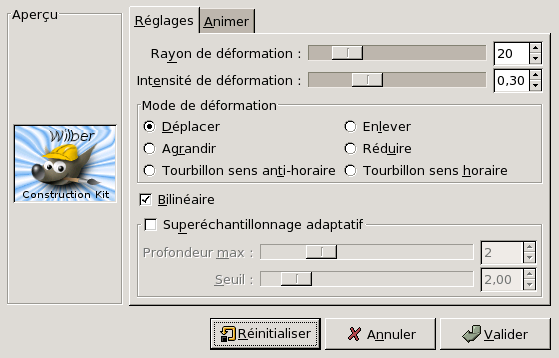 Aperçu
Wilber
Construction Kit
Réglages
Animer
Rayon de déformation : 20
Intensité de déformation : 0,30
Mode de déformation
Déplacer
Enlever
Agrandir
Réduire
Tourbillon sens anti-horaire
Tourbillon sens horaire
Bilinéaire
Superéchantillonnage adaptatif
Profondeur max : 2
Seuil : 2,00
Réinitialiser
Annuler
Valider